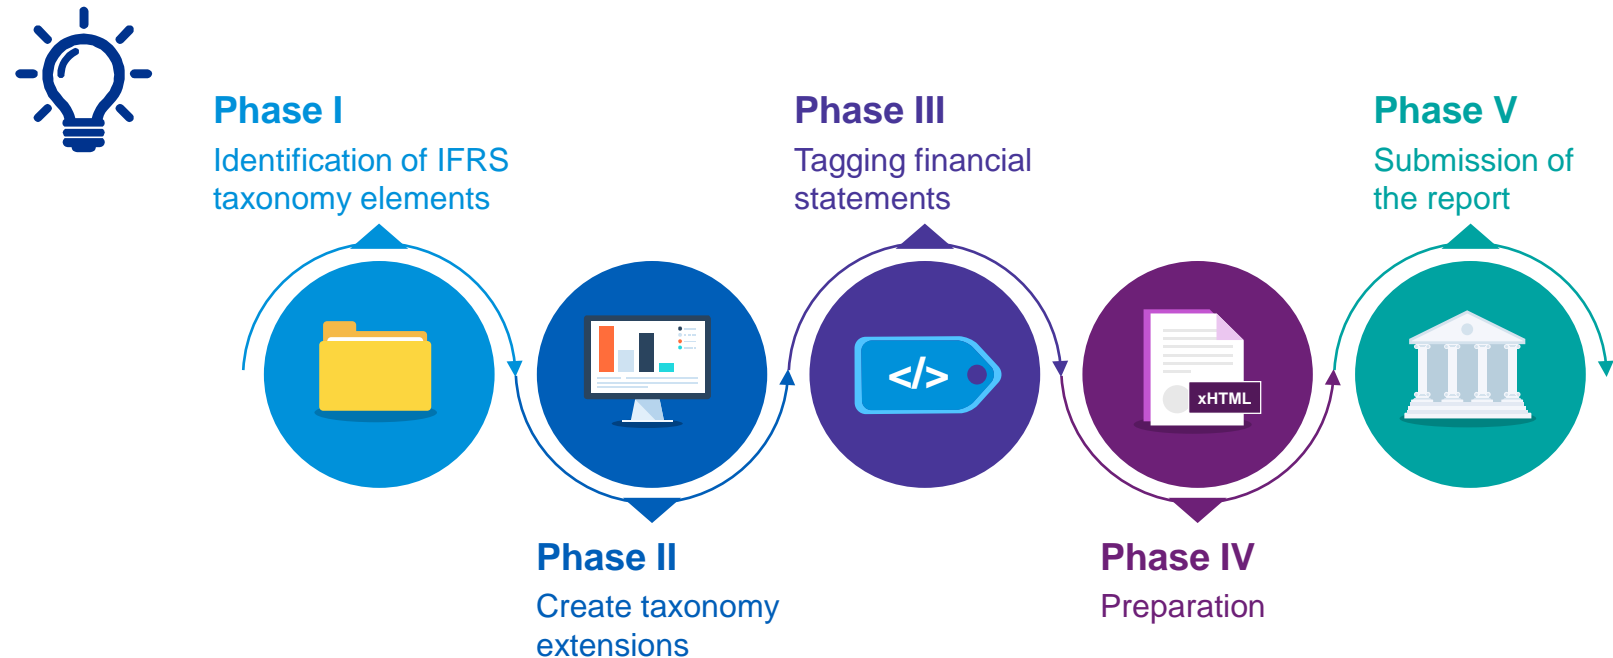 Phase I
Identification of IFRS
taxonomy elements
Phase II
Create taxonomy
extensions
Phase III
Tagging financial
statements
</>
Phase IV
Preparation
xHTML
Phase V
Submission of
the report